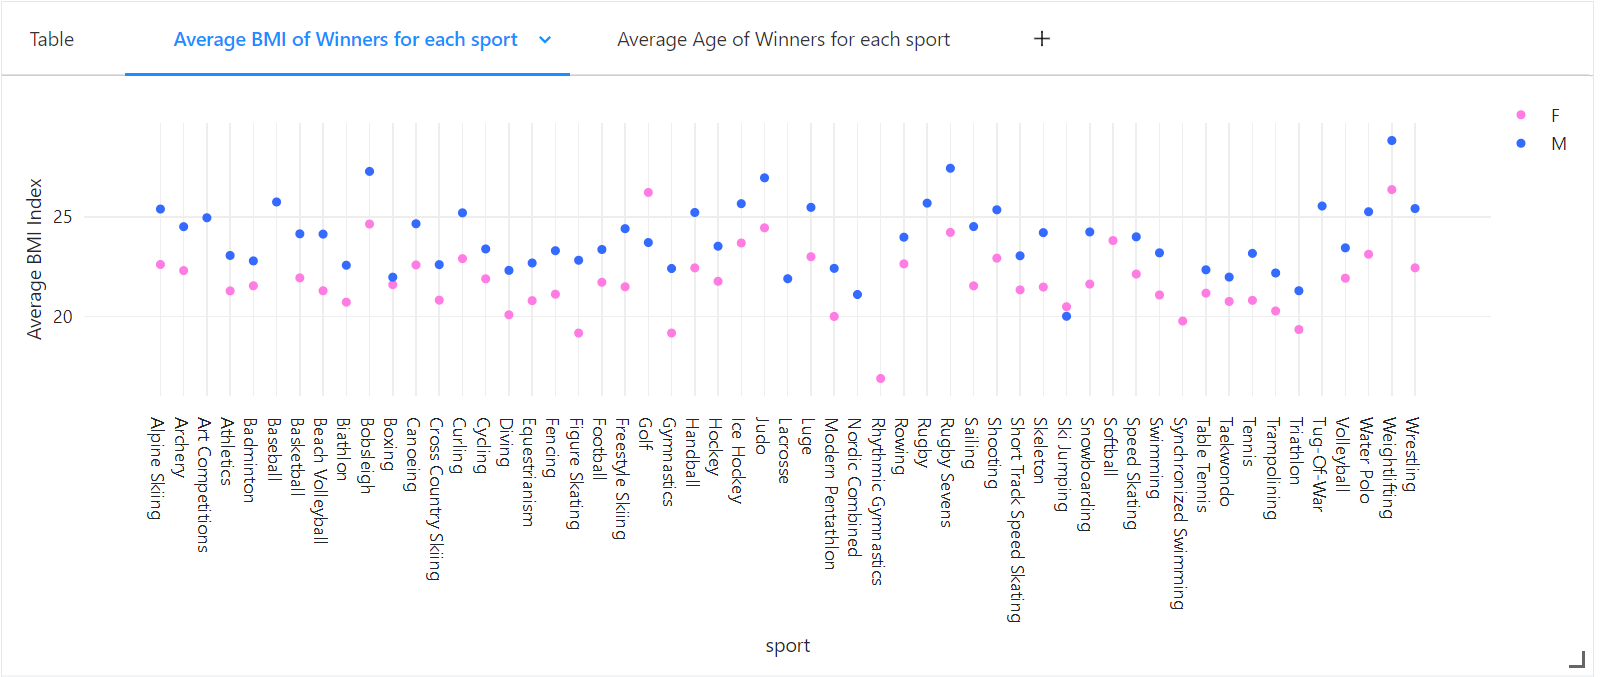 Table
Average BMI of Winners for each sport
Average Age of Winners for each sport
+
F
M
Average BMI Index
25
20
Alpine Skiing
Archery
Art Competitions
Athletics
Badminton
Baseball
Basketball
Beach Volleyball
Biathlon
Bobsleigh
Boxing
Canoeing
Cross Country Skiing
Curling
Cycling
Diving
Equestrianism
Fencing
Figure Skating
Football
Freestyle Skiing
Golf
Gymnastics
Handball
Hockey
Ice Hockey
Judo
Lacrosse
Luge
Modern Pentathlon
Nordic Combined
Rhythmic Gymnastics
Rowing
Rugby
Rugby Sevens
Sailing
Shooting
Short Track Speed Skating
Skeleton
Ski Jumping
Snowboarding
Softball
Speed Skating
Swimming
Synchronized Swimming
Table Tennis
Taekwondo
Tennis
Trampolining
Triathlon
Tug-Of-War
Volleyball
Water Polo
Weightlifting
Wrestling
sport